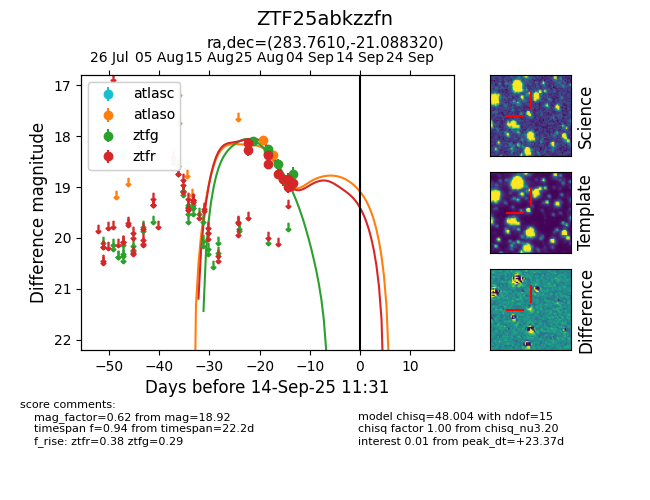 ZTF25abkzzfn
ra,dec=(283.7610,-21.088320)
26 Jul 05 Aug 15 Aug 25 Aug 04 Sep 14 Sep 24 Sep
17
18
19
20
21
22
Difference magnitude
atlasc
atlaso
ztfg
ztfr
−50 −40 −30 −20 −10 0 10
Days before 14-Sep-25 11:31
Science
Template
Difference
score comments:
mag_factor=0.62 from mag=18.92
timespan f=0.94 from timespan=22.2d
f_rise: ztfr=0.38 ztfg=0.29
model chisq=48.004 with ndof=15
chisq factor 1.00 from chisq_nu3.20
interest 0.01 from peak_dt=+23.37d